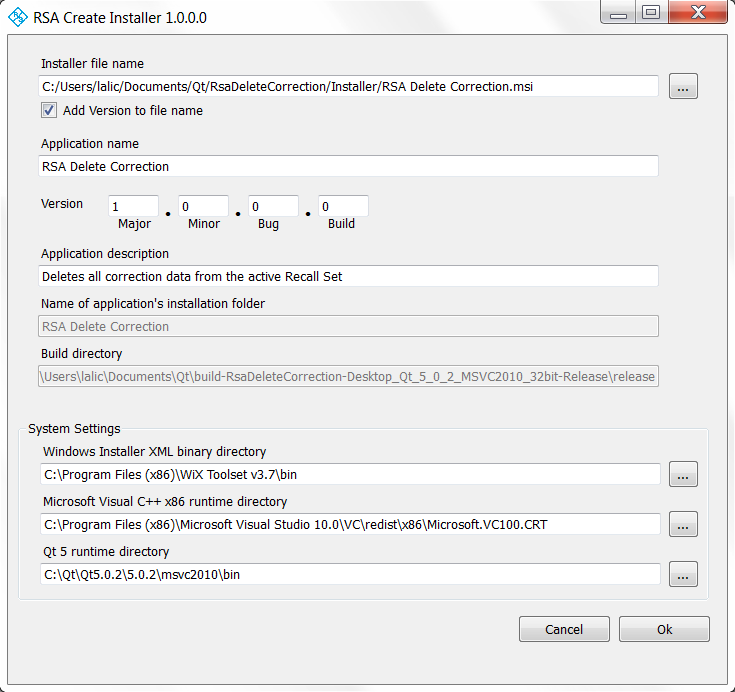 RSA Create Installer 1.0.0.0
Installer file name
C:/Users/lalic/Documents/Qt/RsaDeleteCorrection/Installer/RSA Delete Correction.msi
...
Add Version to file name
Application name
RSA Delete Correction
Version 1 . 0 . 0 . 0
Major Minor Bug Build
Application description
Deletes all correction data from the active Recall Set
Name of application's installation folder
RSA Delete Correction
Build directory
\Users\lalic\Documents\Qt\build-RsaDeleteCorrection-Desktop_Qt_5_0_2_MSVC2010_32bit-Release\release
System Settings
Windows Installer XML binary directory
C:\Program Files (x86)\WiX Toolset v3.7\bin
...
Microsoft Visual C++ x86 runtime directory
C:\Program Files (x86)\Microsoft Visual Studio 10.0\VC\redist\x86\Microsoft.VC100.CRT
...
Qt 5 runtime directory
C:\Qt\Qt5.0.2\5.0.2\msvc2010\bin
...
Cancel Ok